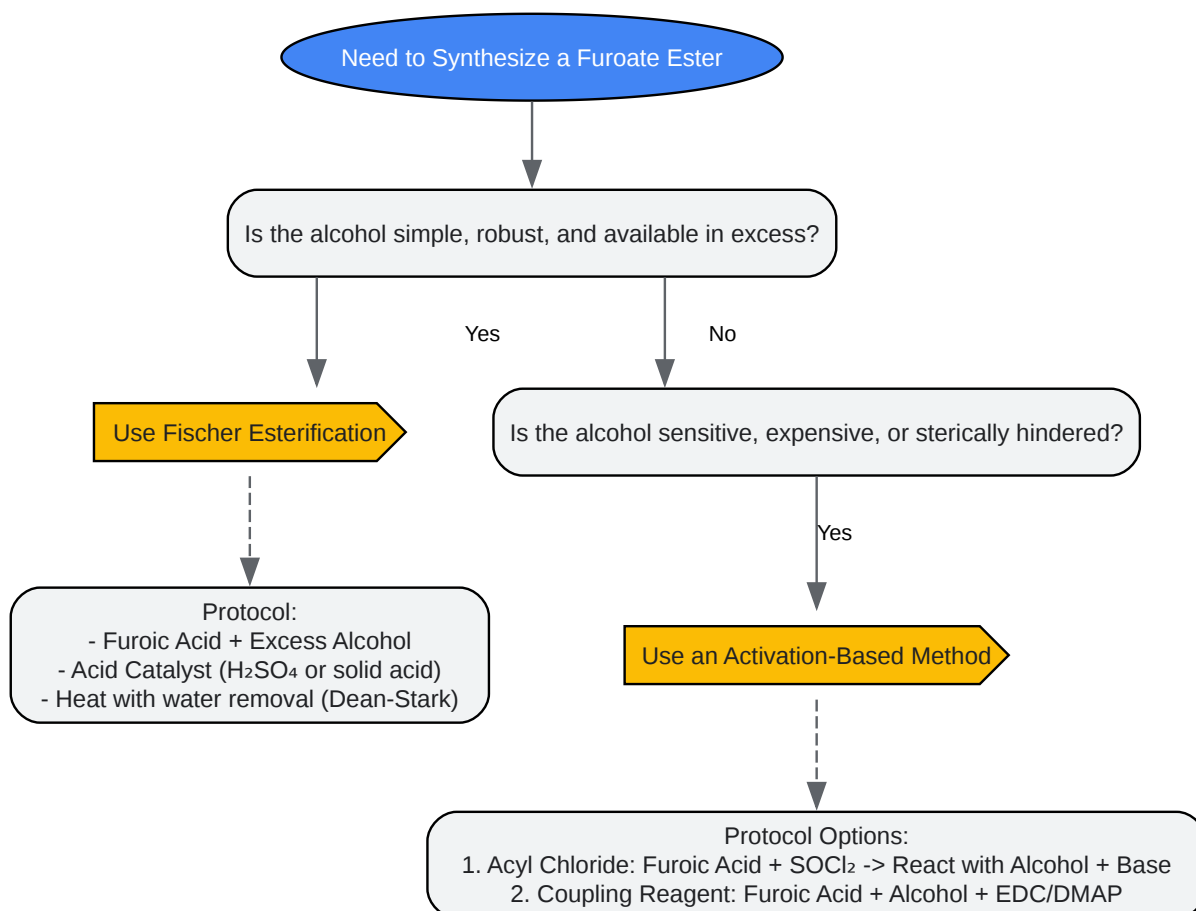 Need to Synthesize a Furoate Ester
Is the alcohol simple, robust, and available in excess?
Yes
No
Use Fischer Esterification
Is the alcohol sensitive, expensive, or sterically hindered?
Yes
Protocol:
- Furoic Acid + Excess Alcohol
- Acid Catalyst (H₂SO₄ or solid acid)
- Heat with water removal (Dean-Stark)
Use an Activation-Based Method
Protocol Options:
1. Acyl Chloride: Furoic Acid + SOCl₂ -> React with Alcohol + Base
2. Coupling Reagent: Furoic Acid + Alcohol + EDC/DMAP